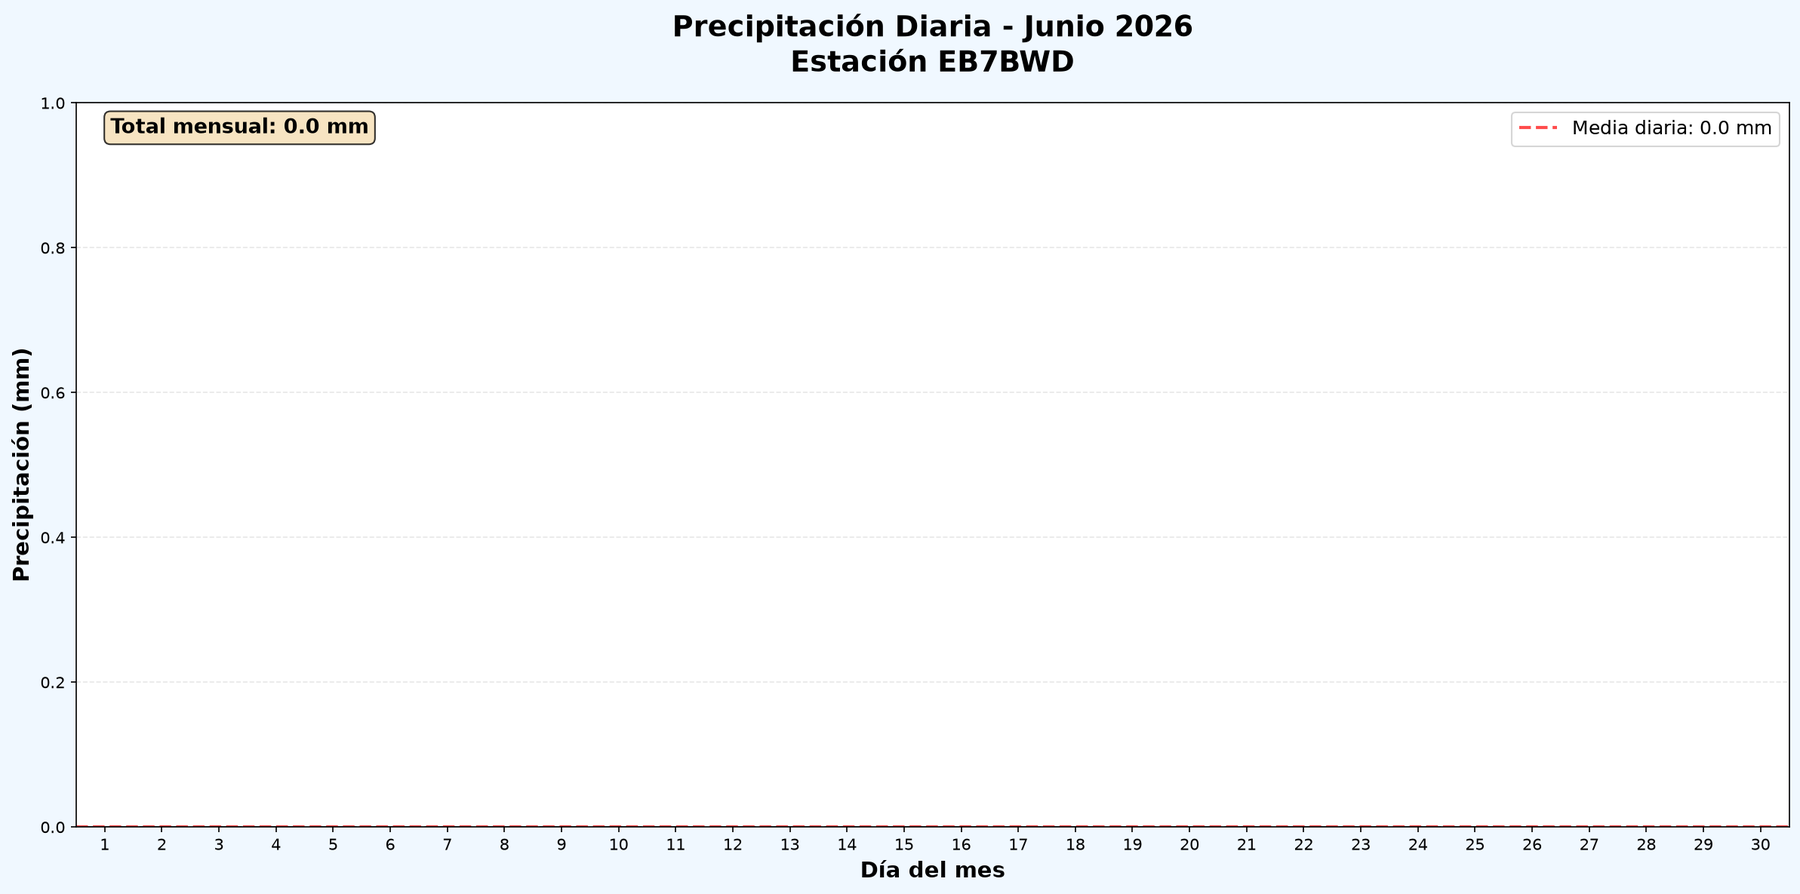 Precipitación Diaria - Junio 2026
Estación EB7BWD
Total mensual: 0.0 mm
Media diaria: 0.0 mm
Precipitación (mm)
1.0
0.8
0.6
0.4
0.2
0.0
1 2 3 4 5 6 7 8 9 10 11 12 13 14 15 16 17 18 19 20 21 22 23 24 25 26 27 28 29 30
Día del mes